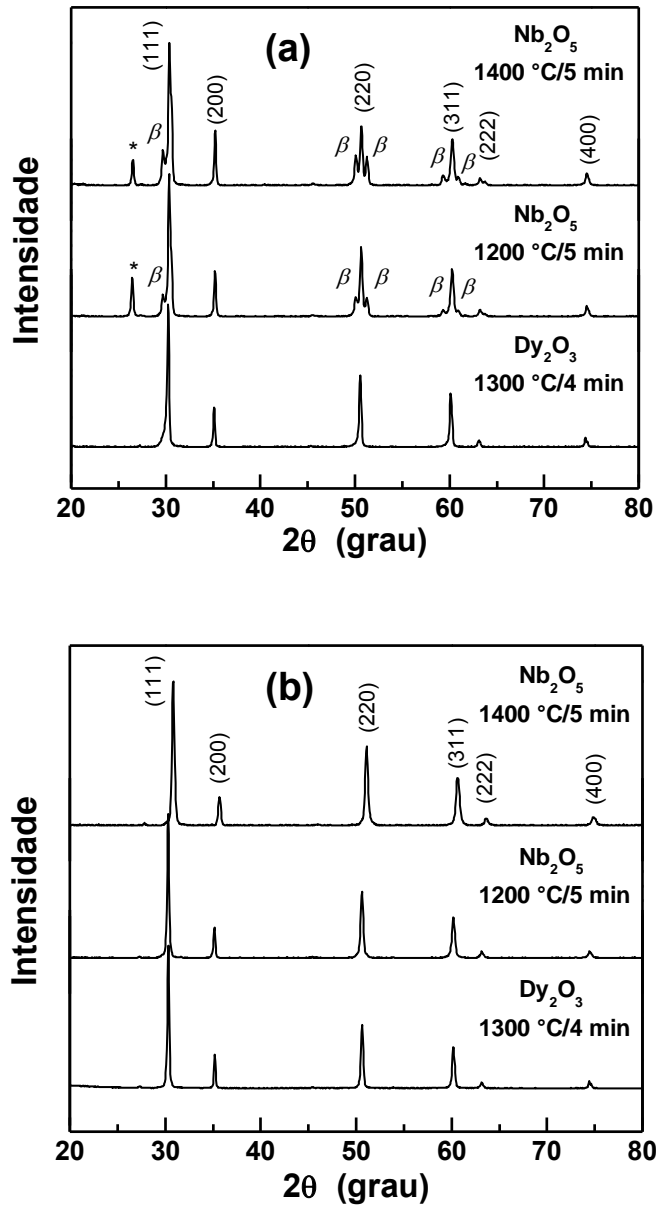 (a)
Nb₂O₅
1400 °C/5 min
(111)
(200)
(220)
(311)
(222)
(400)
* β β β β β
Nb₂O₅
1200 °C/5 min
* β β β β β
Dy₂O₃
1300 °C/4 min
Intensidade
20 30 40 50 60 70 80
2θ (grau)
(b)
Nb₂O₅
1400 °C/5 min
(111)
(200)
(220)
(311)
(222)
(400)
Nb₂O₅
1200 °C/5 min
Dy₂O₃
1300 °C/4 min
Intensidade
20 30 40 50 60 70 80
2θ (grau)